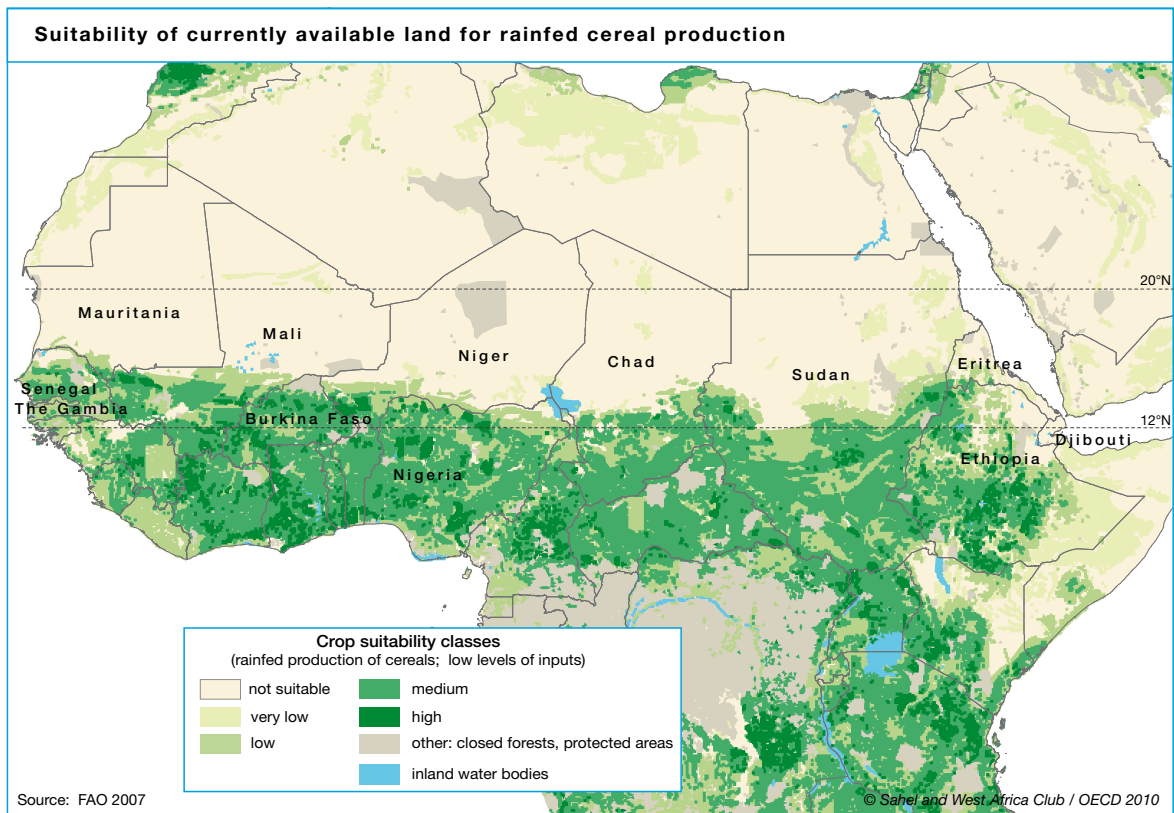 Suitability of currently available land for rainfed cereal production
20°N
Mauritania
Mali
Niger
Chad
Sudan
Eritrea
Senegal
The Gambia
Burkina Faso
12°N
Djibouti
Ethiopia
Nigeria
Crop suitability classes
(rainfed production of cereals; low levels of inputs)
not suitable
very low
low
medium
high
other: closed forests, protected areas
inland water bodies
Source: FAO 2007
© Sahel and West Africa Club / OECD 2010